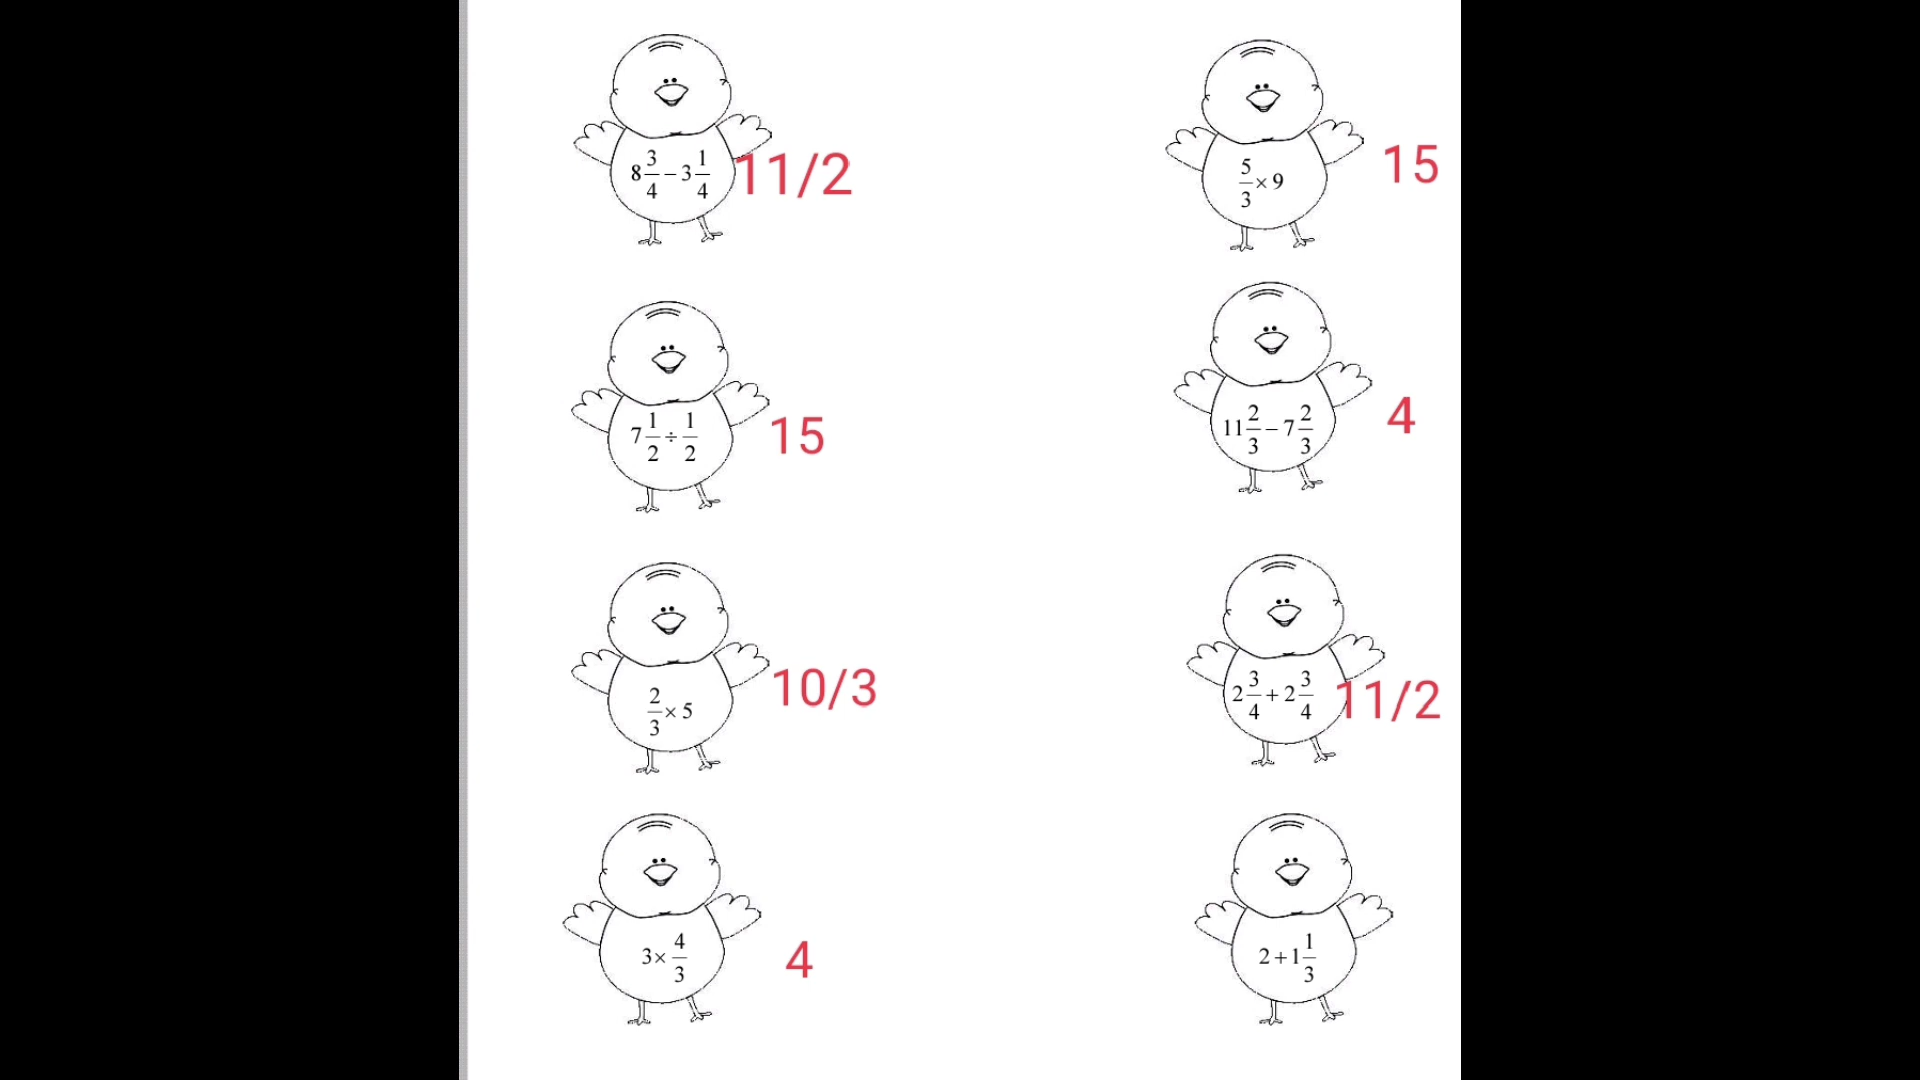 8 3/4 – 3 1/4 11/2
5/3 × 9 15
7 1/2 ÷ 1/2 15
11 2/3 – 7 2/3 4
2/3 × 5 10/3
2 3/4 + 2 3/4 11/2
3 × 4/3 4
2 + 1 1/3